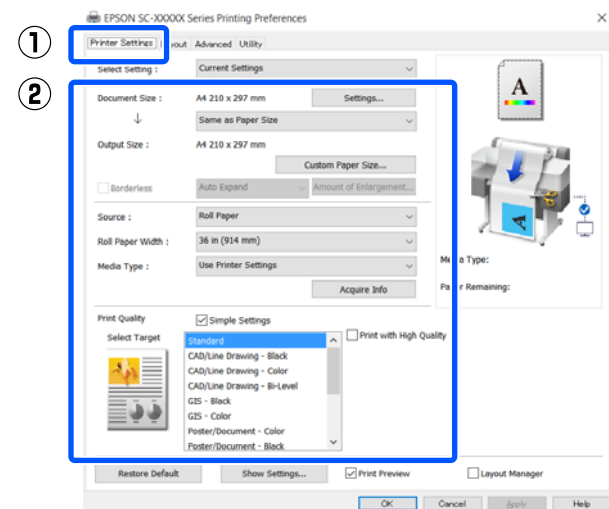 EPSON SC-XXXXX Series Printing Preferences
①
Printer Settings yout Advanced Utility
Select Setting : Current Settings
②
Document Size : A4 210 x 297 mm Settings...
↓ Same as Paper Size
Output Size : A4 210 x 297 mm
Custom Paper Size...
Borderless Auto Expand Amount of Enlargement...
Source : Roll Paper
Roll Paper Width : 36 in (914 mm)
Media Type : Use Printer Settings
Acquire Info
A
A
Me a Type:
Pa r Remaining:
Print Quality Simple Settings
Select Target
Standard
CAD/Line Drawing - Black
CAD/Line Drawing - Color
CAD/Line Drawing - Bi-Level
GIS - Black
GIS - Color
Poster/Document - Color
Poster/Document - Black
Print with High Quality
Restore Default Show Settings... Print Preview Layout Manager
OK Cancel Apply Help